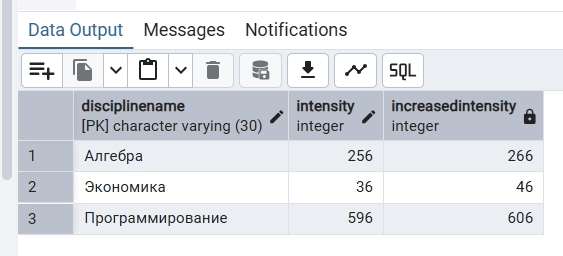 Data Output Messages Notifications
SQL
disciplinename intensity increasedintensity
[PK] character varying (30) integer integer
1 Алгебра 256 266
2 Экономика 36 46
3 Программирование 596 606